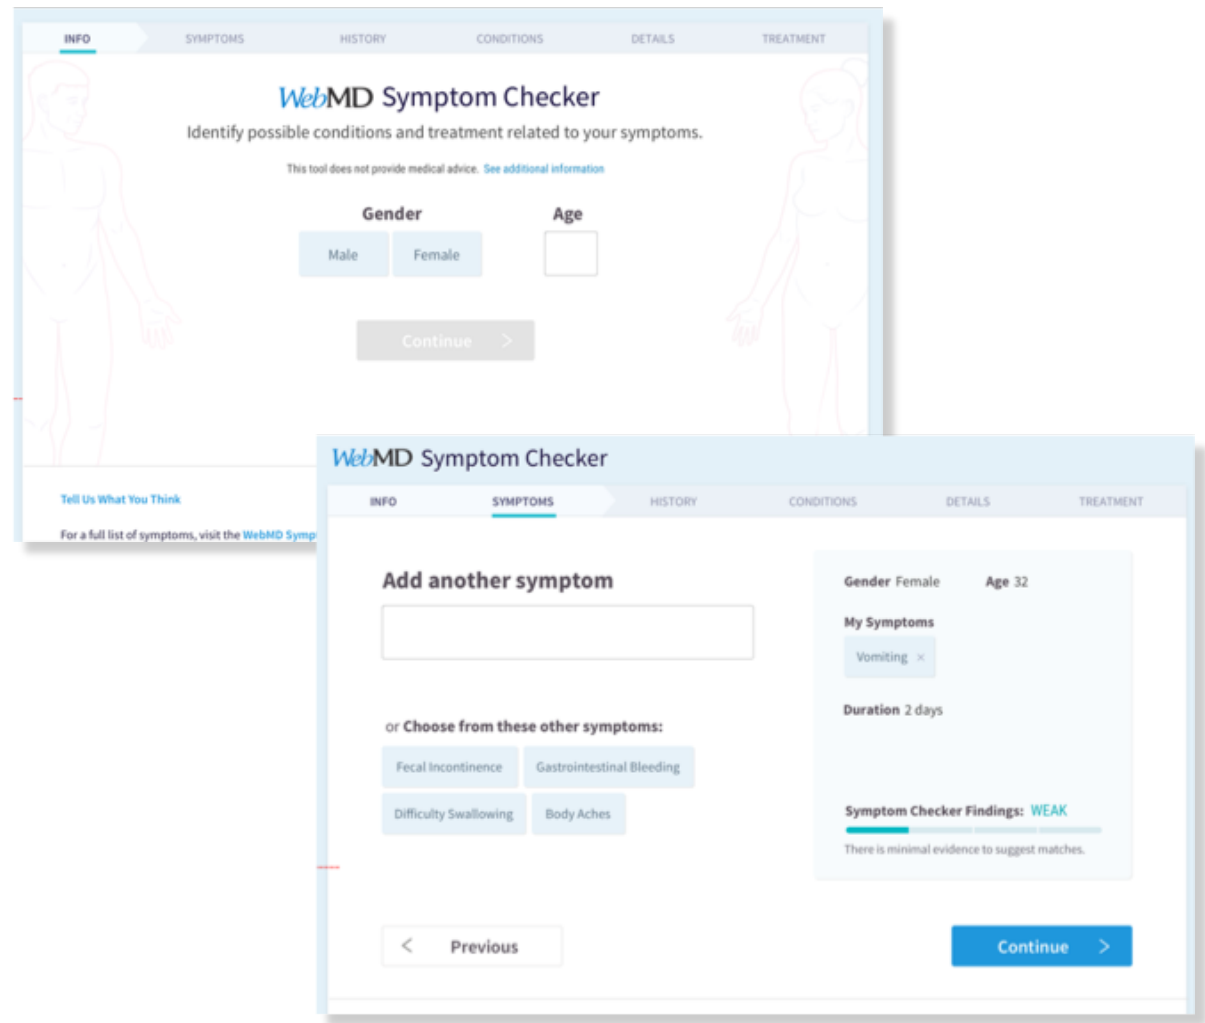 INFO SYMPTOMS HISTORY CONDITIONS DETAILS TREATMENT
WebMD Symptom Checker
Identify possible conditions and treatment related to your symptoms.
This tool does not provide medical advice. See additional information
Gender Age
Male Female
Continue >
Tell Us What You Think
For a full list of symptoms, visit the WebMD Symp
WebMD Symptom Checker
INFO SYMPTOMS HISTORY CONDITIONS DETAILS TREATMENT
Add another symptom
or Choose from these other symptoms:
Fecal Incontinence Gastrointestinal Bleeding
Difficulty Swallowing Body Aches
Gender Female Age 32
My Symptoms
Vomiting ×
Duration 2 days
Symptom Checker Findings: WEAK
There is minimal evidence to suggest matches.
< Previous
Continue >